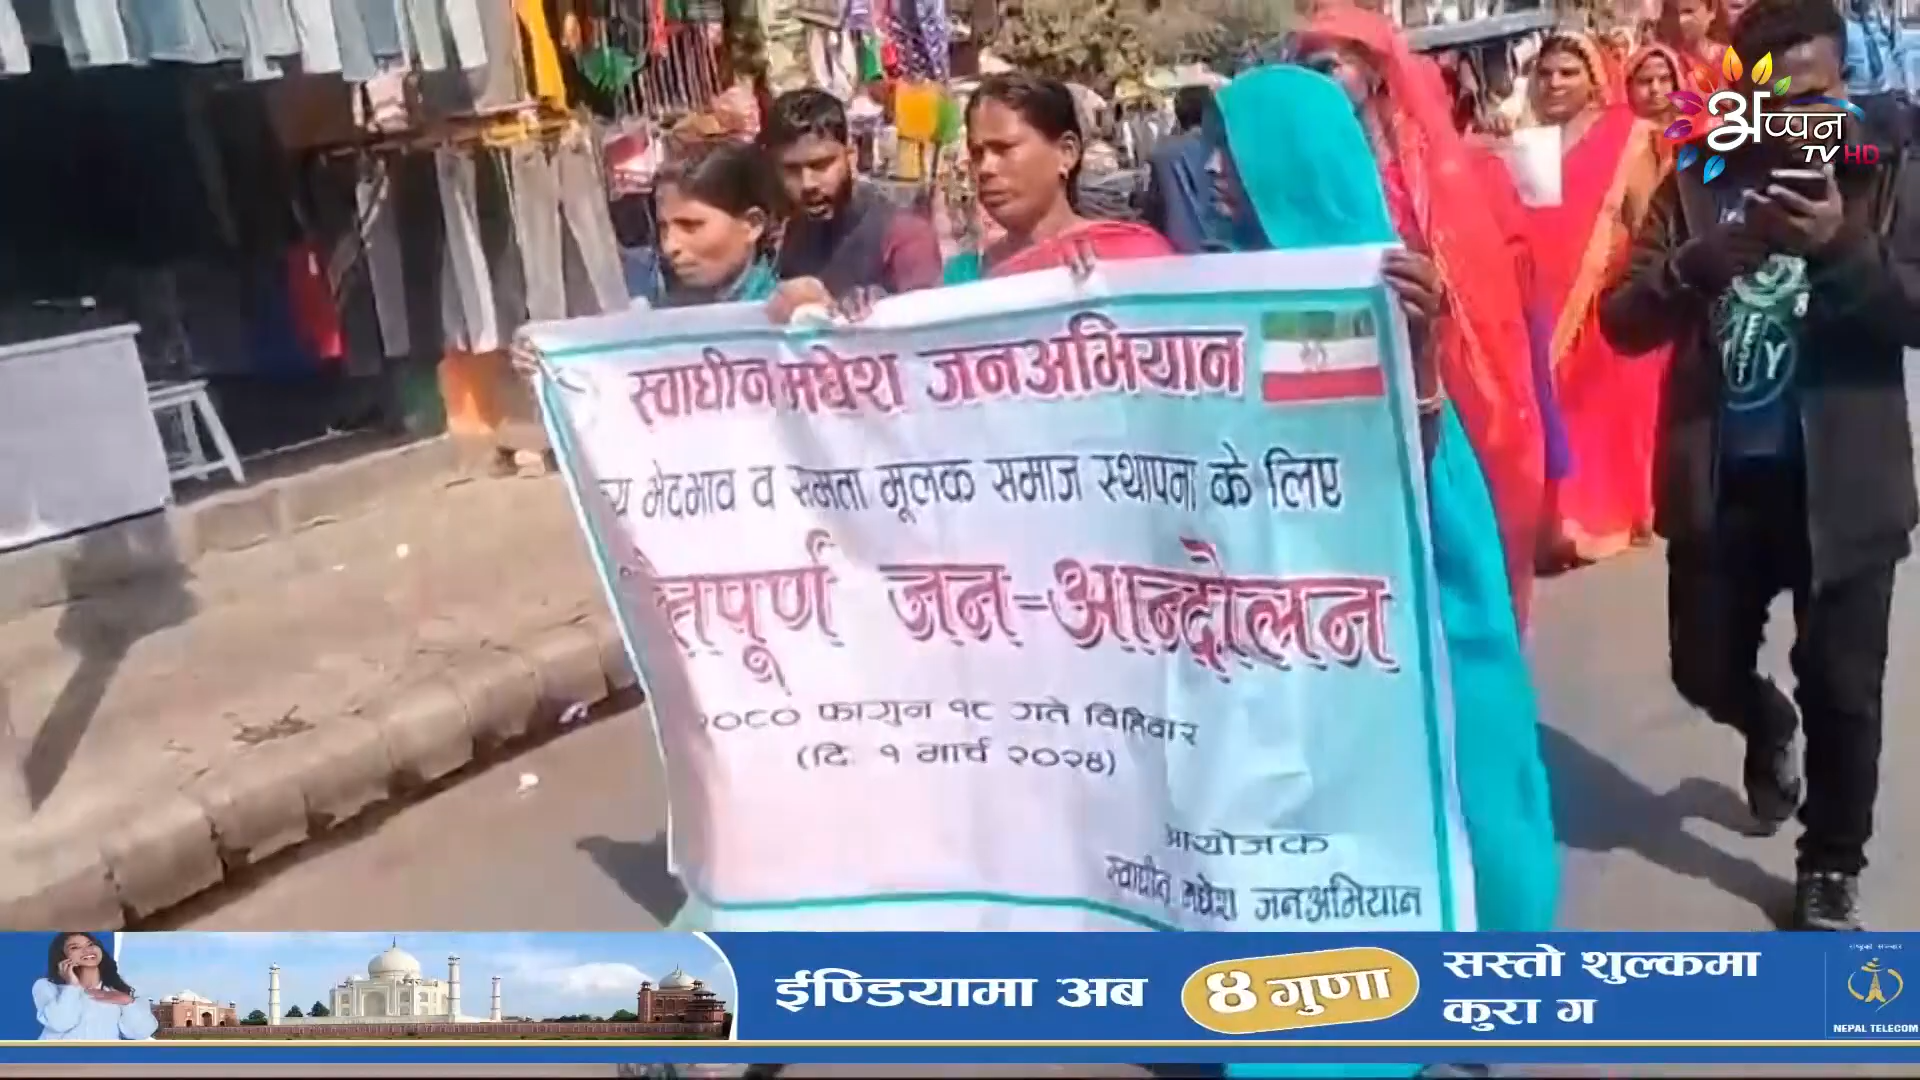 अप्पन
TV HD
स्वाधीन मधेश जनअभियान
भेदभाव व समता मूलक समाज स्थापना के लिए
जन-आन्दोलन
२०८० फागुन १८ गते विहिवार
(दि. १ मार्च २०२४)
आयोजक
स्वाधीन मधेश जनअभियान
ईण्डियामा अब ४ गुणा सस्तो शुल्कमा
कुरा ग
NEPAL TELECOM